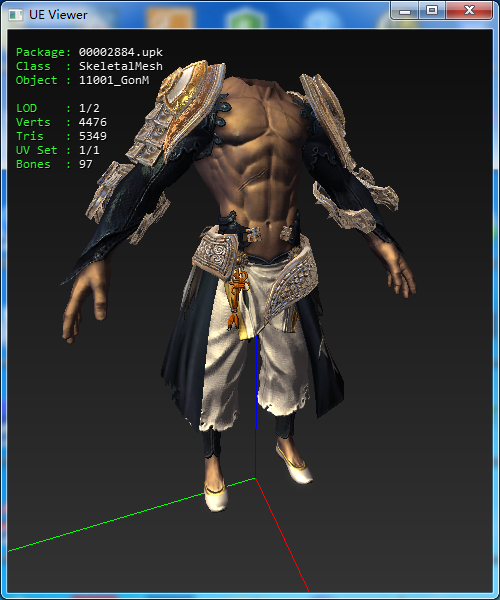 UE Viewer
Package: 00002884.upk
Class : SkeletalMesh
Object : 11001_GonM
LOD : 1/2
Verts : 4476
Tris : 5349
UV Set : 1/1
Bones : 97